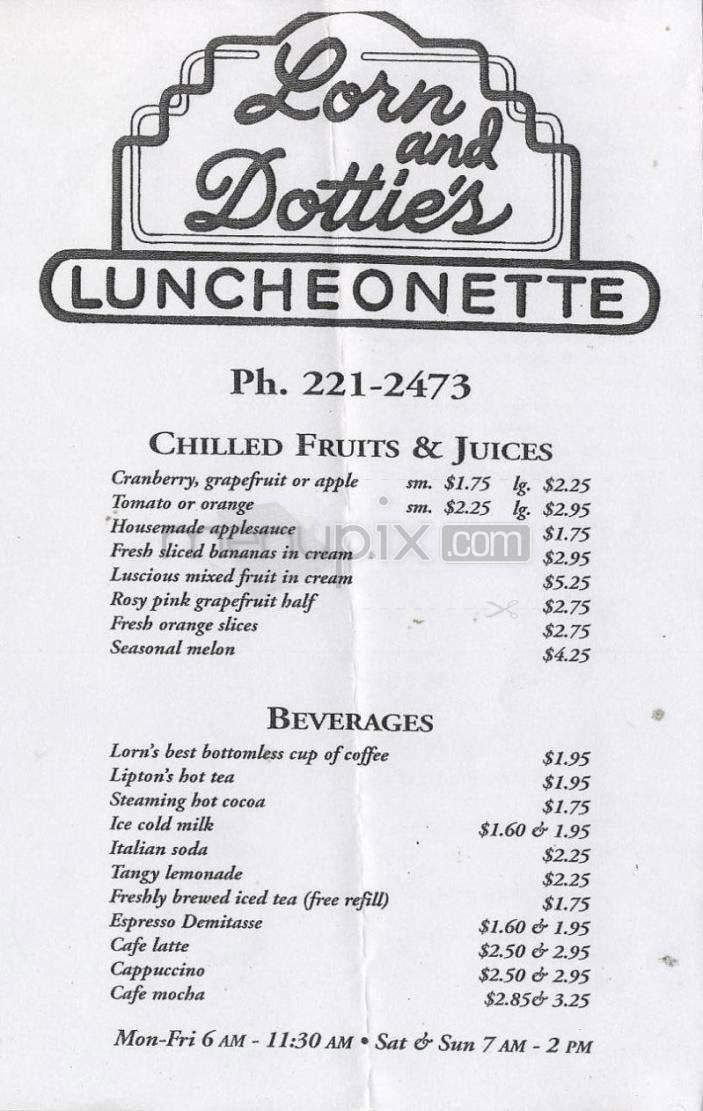 Lorn
and
Dottie's
LUNCHEONETTE
Ph. 221-2473
CHILLED FRUITS & JUICES
Cranberry, grapefruit or apple sm. $1.75 lg. $2.25
Tomato or orange sm. $2.25 lg. $2.95
Housemade applesauce $1.75
menupix.com
Fresh sliced bananas in cream $2.95
Luscious mixed fruit in cream $5.25
Rosy pink grapefruit half $2.75
Fresh orange slices $2.75
Seasonal melon $4.25
BEVERAGES
Lorn's best bottomless cup of coffee $1.95
Lipton's hot tea $1.95
Steaming hot cocoa $1.75
Ice cold milk $1.60 & 1.95
Italian soda $2.25
Tangy lemonade $2.25
Freshly brewed iced tea (free refill) $1.75
Espresso Demitasse $1.60 & 1.95
Cafe latte $2.50 & 2.95
Cappuccino $2.50 & 2.95
Cafe mocha $2.85& 3.25
Mon-Fri 6 AM - 11:30 AM • Sat & Sun 7 AM - 2 PM